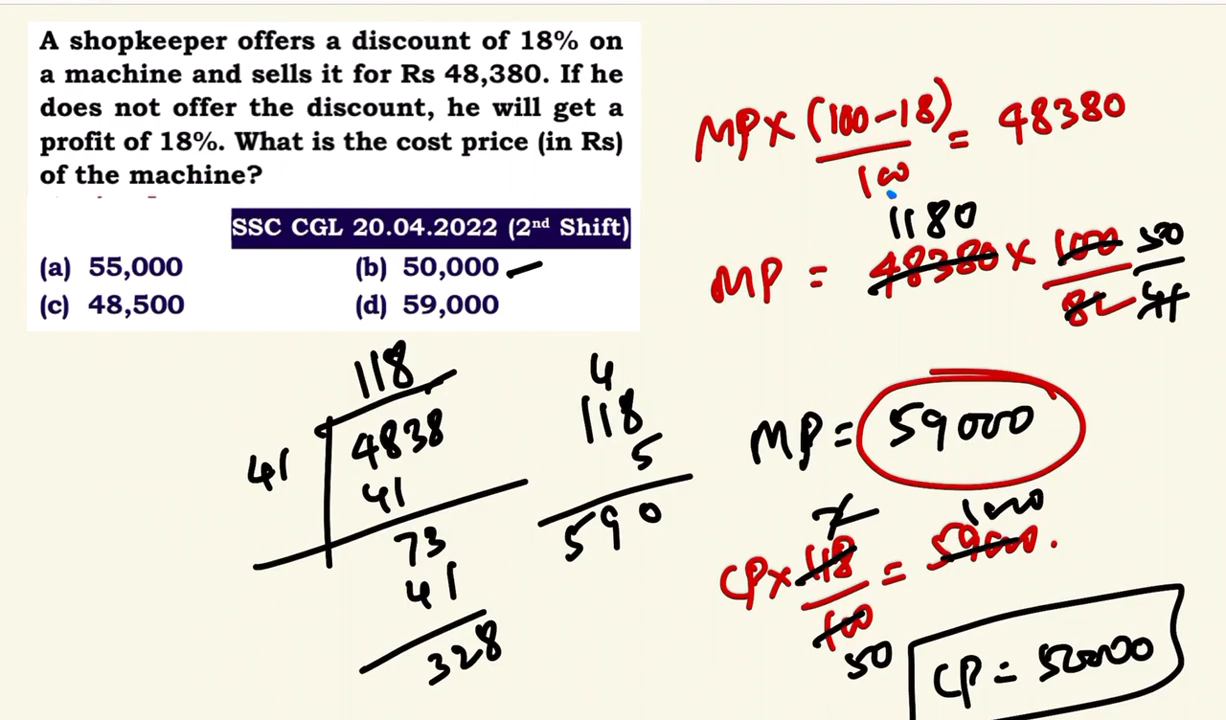 A shopkeeper offers a discount of 18% on
a machine and sells it for Rs 48,380. If he
does not offer the discount, he will get a
profit of 18%. What is the cost price (in Rs)
of the machine?
SSC CGL 20.04.2022 (2nd Shift)
(a) 55,000 (b) 50,000
(c) 48,500 (d) 59,000
MP x (100-18) = 48380
100
1180
MP = 48380 x 100 50
82 41
118
41 4838
41
73
41
328
4
118
5
590
MP = 59000
1000
CP x 118 = 59000.
100
50
CP = 50000